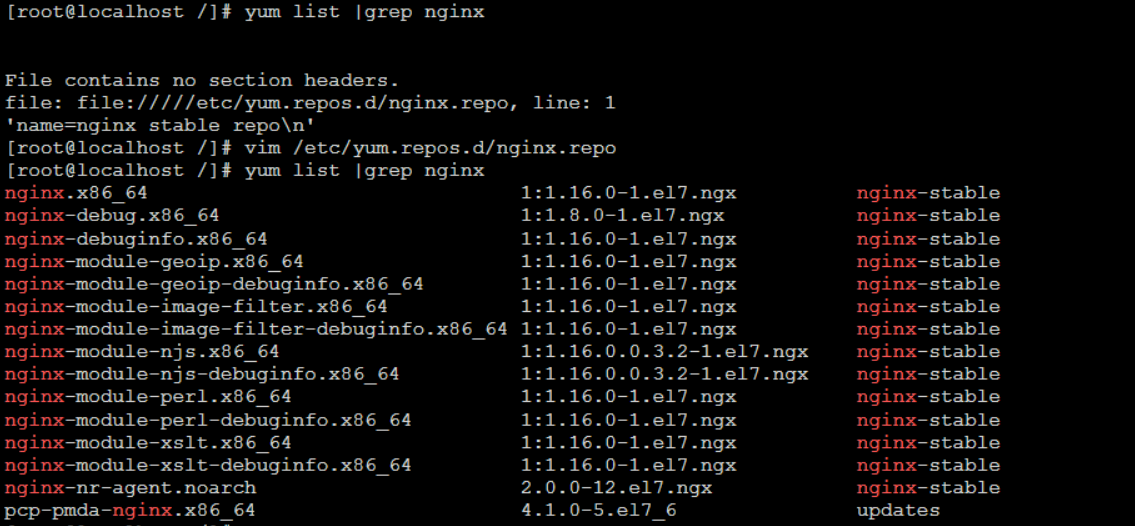 [root@localhost /]# yum list |grep nginx
File contains no section headers.
file: file://///etc/yum.repos.d/nginx.repo, line: 1
'name=nginx stable repo\n'
[root@localhost /]# vim /etc/yum.repos.d/nginx.repo
[root@localhost /]# yum list |grep nginx
nginx.x86_64 1:1.16.0-1.el7.ngx nginx-stable
nginx-debug.x86_64 1:1.8.0-1.el7.ngx nginx-stable
nginx-debuginfo.x86_64 1:1.16.0-1.el7.ngx nginx-stable
nginx-module-geoip.x86_64 1:1.16.0-1.el7.ngx nginx-stable
nginx-module-geoip-debuginfo.x86_64 1:1.16.0-1.el7.ngx nginx-stable
nginx-module-image-filter.x86_64 1:1.16.0-1.el7.ngx nginx-stable
nginx-module-image-filter-debuginfo.x86_64 1:1.16.0-1.el7.ngx nginx-stable
nginx-module-njs.x86_64 1:1.16.0.0.3.2-1.el7.ngx nginx-stable
nginx-module-njs-debuginfo.x86_64 1:1.16.0.0.3.2-1.el7.ngx nginx-stable
nginx-module-perl.x86_64 1:1.16.0-1.el7.ngx nginx-stable
nginx-module-perl-debuginfo.x86_64 1:1.16.0-1.el7.ngx nginx-stable
nginx-module-xslt.x86_64 1:1.16.0-1.el7.ngx nginx-stable
nginx-module-xslt-debuginfo.x86_64 1:1.16.0-1.el7.ngx nginx-stable
nginx-nr-agent.noarch 2.0.0-12.el7.ngx nginx-stable
pcp-pmda-nginx.x86_64 4.1.0-5.el7_6 updates